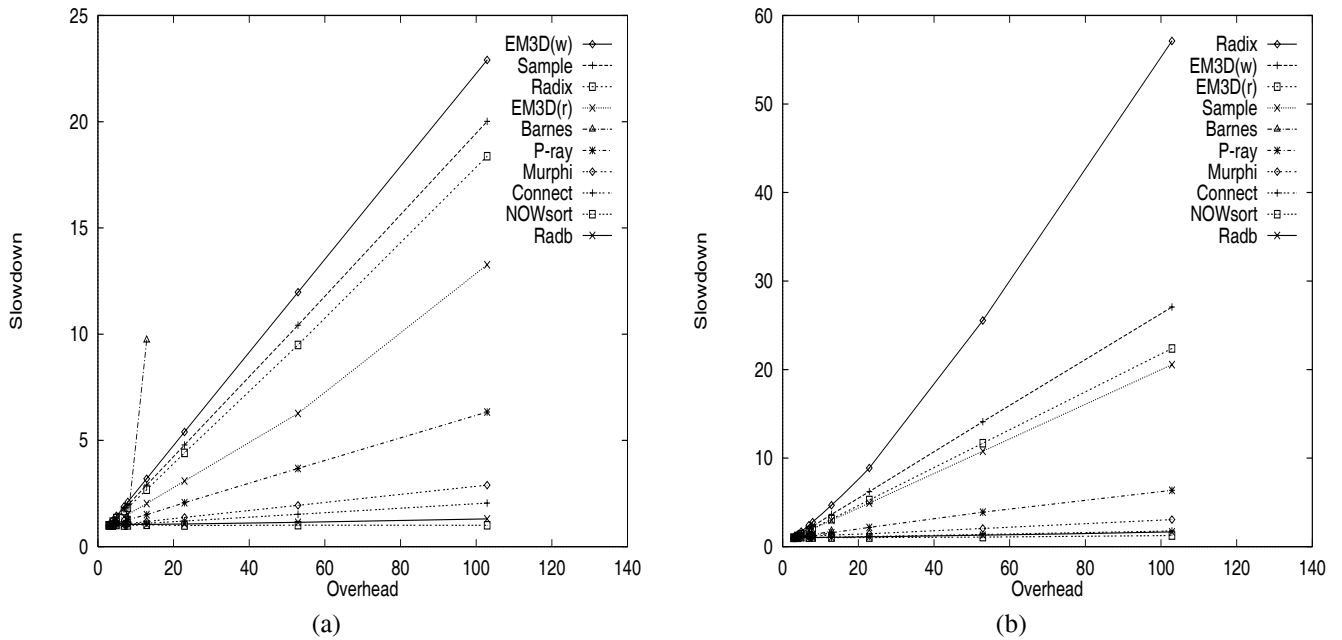 25
20
15
10
5
0
Slowdown
0 20 40 60 80 100 120 140
Overhead
EM3D(w)
Sample
Radix
EM3D(r)
Barnes
P-ray
Murphi
Connect
NOWsort
Radb
(a)
60
50
40
30
20
10
0
Slowdown
0 20 40 60 80 100 120 140
Overhead
Radix
EM3D(w)
EM3D(r)
Sample
Barnes
P-ray
Murphi
Connect
NOWsort
Radb
(b)